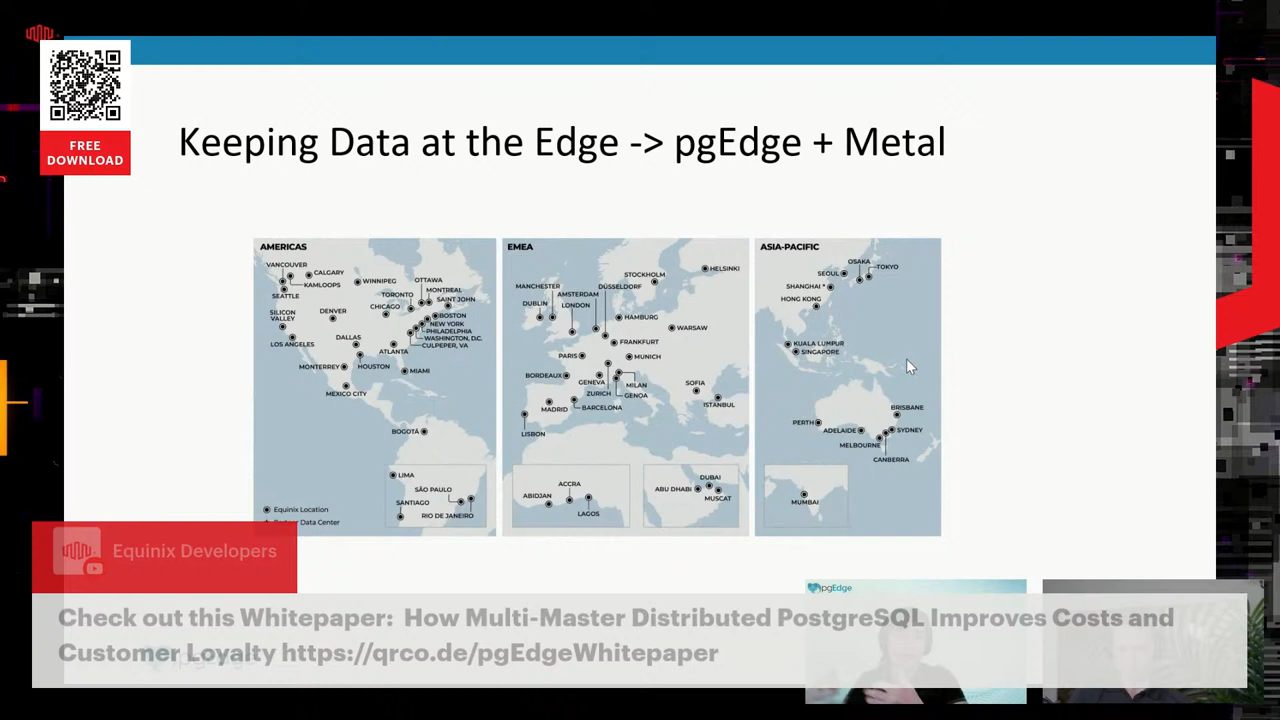 FREE
DOWNLOAD
Keeping Data at the Edge -> pgEdge + Metal
AMERICAS
VANCOUVER
CALGARY
KAMLOOPS
WINNIPEG
SEATTLE
OTTAWA
MONTREAL
TORONTO
SAINT JOHN
CHICAGO
SILICON
VALLEY
DENVER
BOSTON
NEW YORK
PHILADELPHIA
WASHINGTON, D.C.
CULPEPER, VA
LOS ANGELES
DALLAS
ATLANTA
MONTERREY
HOUSTON
MIAMI
MEXICO CITY
BOGOTÁ
LIMA
SÃO PAULO
SANTIAGO
RIO DE JANEIRO
Equinix Location
Partner Data Center
EMEA
HELSINKI
STOCKHOLM
MANCHESTER
DÜSSELDORF
AMSTERDAM
DUBLIN
LONDON
HAMBURG
WARSAW
FRANKFURT
PARIS
MUNICH
BORDEAUX
GENEVA
MILAN
ZURICH
GENOA
SOFIA
ISTANBUL
MADRID
BARCELONA
LISBON
ACCRA
ABIDJAN
LAGOS
DUBAI
ABU DHABI
MUSCAT
ASIA-PACIFIC
OSAKA
TOKYO
SEOUL
SHANGHAI *
HONG KONG
KUALA LUMPUR
SINGAPORE
BRISBANE
PERTH
ADELAIDE
SYDNEY
MELBOURNE
CANBERRA
MUMBAI
Equinix Developers
pgEdge
Check out this Whitepaper: How Multi-Master Distributed PostgreSQL Improves Costs and
Customer Loyalty https://qrco.de/pgEdgeWhitepaper